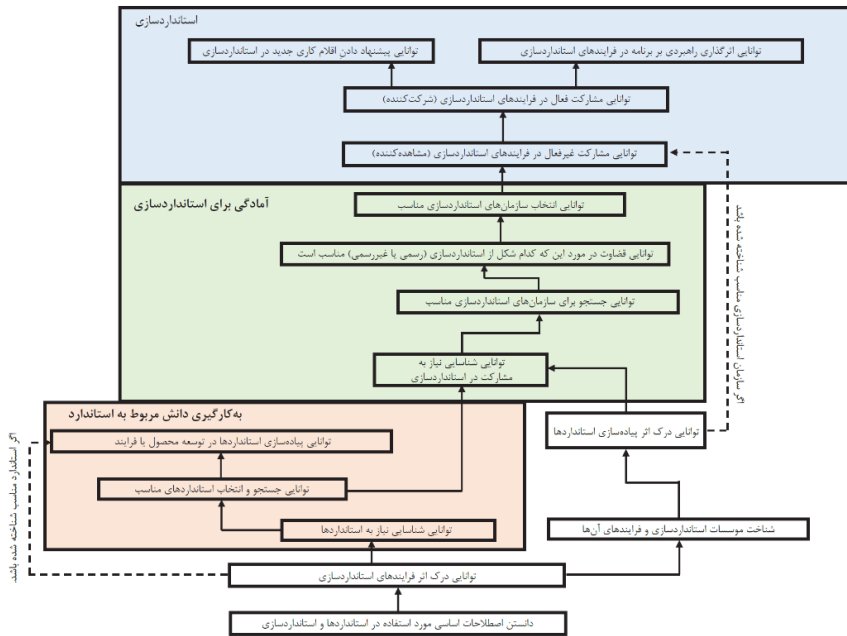 استانداردسازی
توانایی اثرگذاری راهبردی بر برنامه در فرایندهای استانداردسازی
توانایی پیشنهاد دادن اقلام کاری جدید در استانداردسازی
توانایی مشارکت فعال در فرایندهای استانداردسازی (شرکت‌کننده)
توانایی مشارکت غیرفعال در فرایندهای استانداردسازی (مشاهده‌کننده)
آمادگی برای استانداردسازی
توانایی انتخاب سازمان‌های استانداردسازی مناسب
توانایی قضاوت در مورد این که کدام شکل از استانداردسازی (رسمی یا غیررسمی) مناسب است
توانایی جستجو برای سازمان‌های استانداردسازی مناسب
توانایی شناسایی نیاز به
مشارکت در استانداردسازی
اگر سازمان استانداردسازی مناسب شناخته شده باشد
به‌کارگیری دانش مربوط به استاندارد
توانایی درک اثر پیاده‌سازی استانداردها
توانایی پیاده‌سازی استانداردها در توسعه محصول یا فرایند
توانایی جستجو و انتخاب استانداردهای مناسب
شناخت موسسات استانداردسازی و فرایندهای آن‌ها
توانایی شناسایی نیاز به استانداردها
اگر استاندارد مناسب شناخته شده باشد.
توانایی درک اثر فرایندهای استانداردسازی
دانستن اصطلاحات اساسی مورد استفاده در استانداردها و استانداردسازی